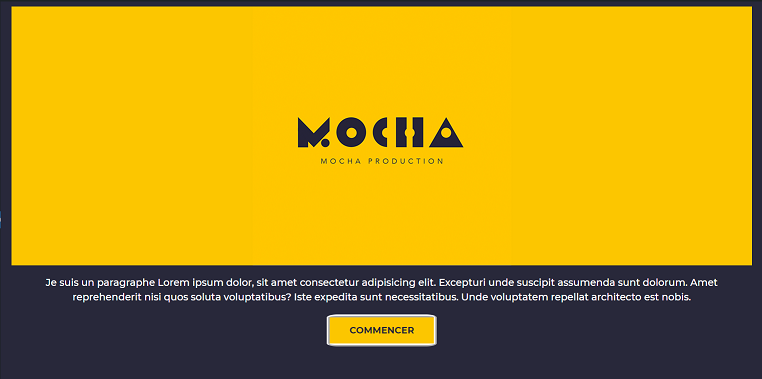 MOCHA
MOCHA PRODUCTION
Je suis un paragraphe Lorem ipsum dolor, sit amet consectetur adipisicing elit. Excepturi unde suscipit assumenda sunt dolorum. Amet
reprehenderit nisi quos soluta voluptatibus? Iste expedita sunt necessitatibus. Unde voluptatem repellat architecto est nobis.
COMMENCER